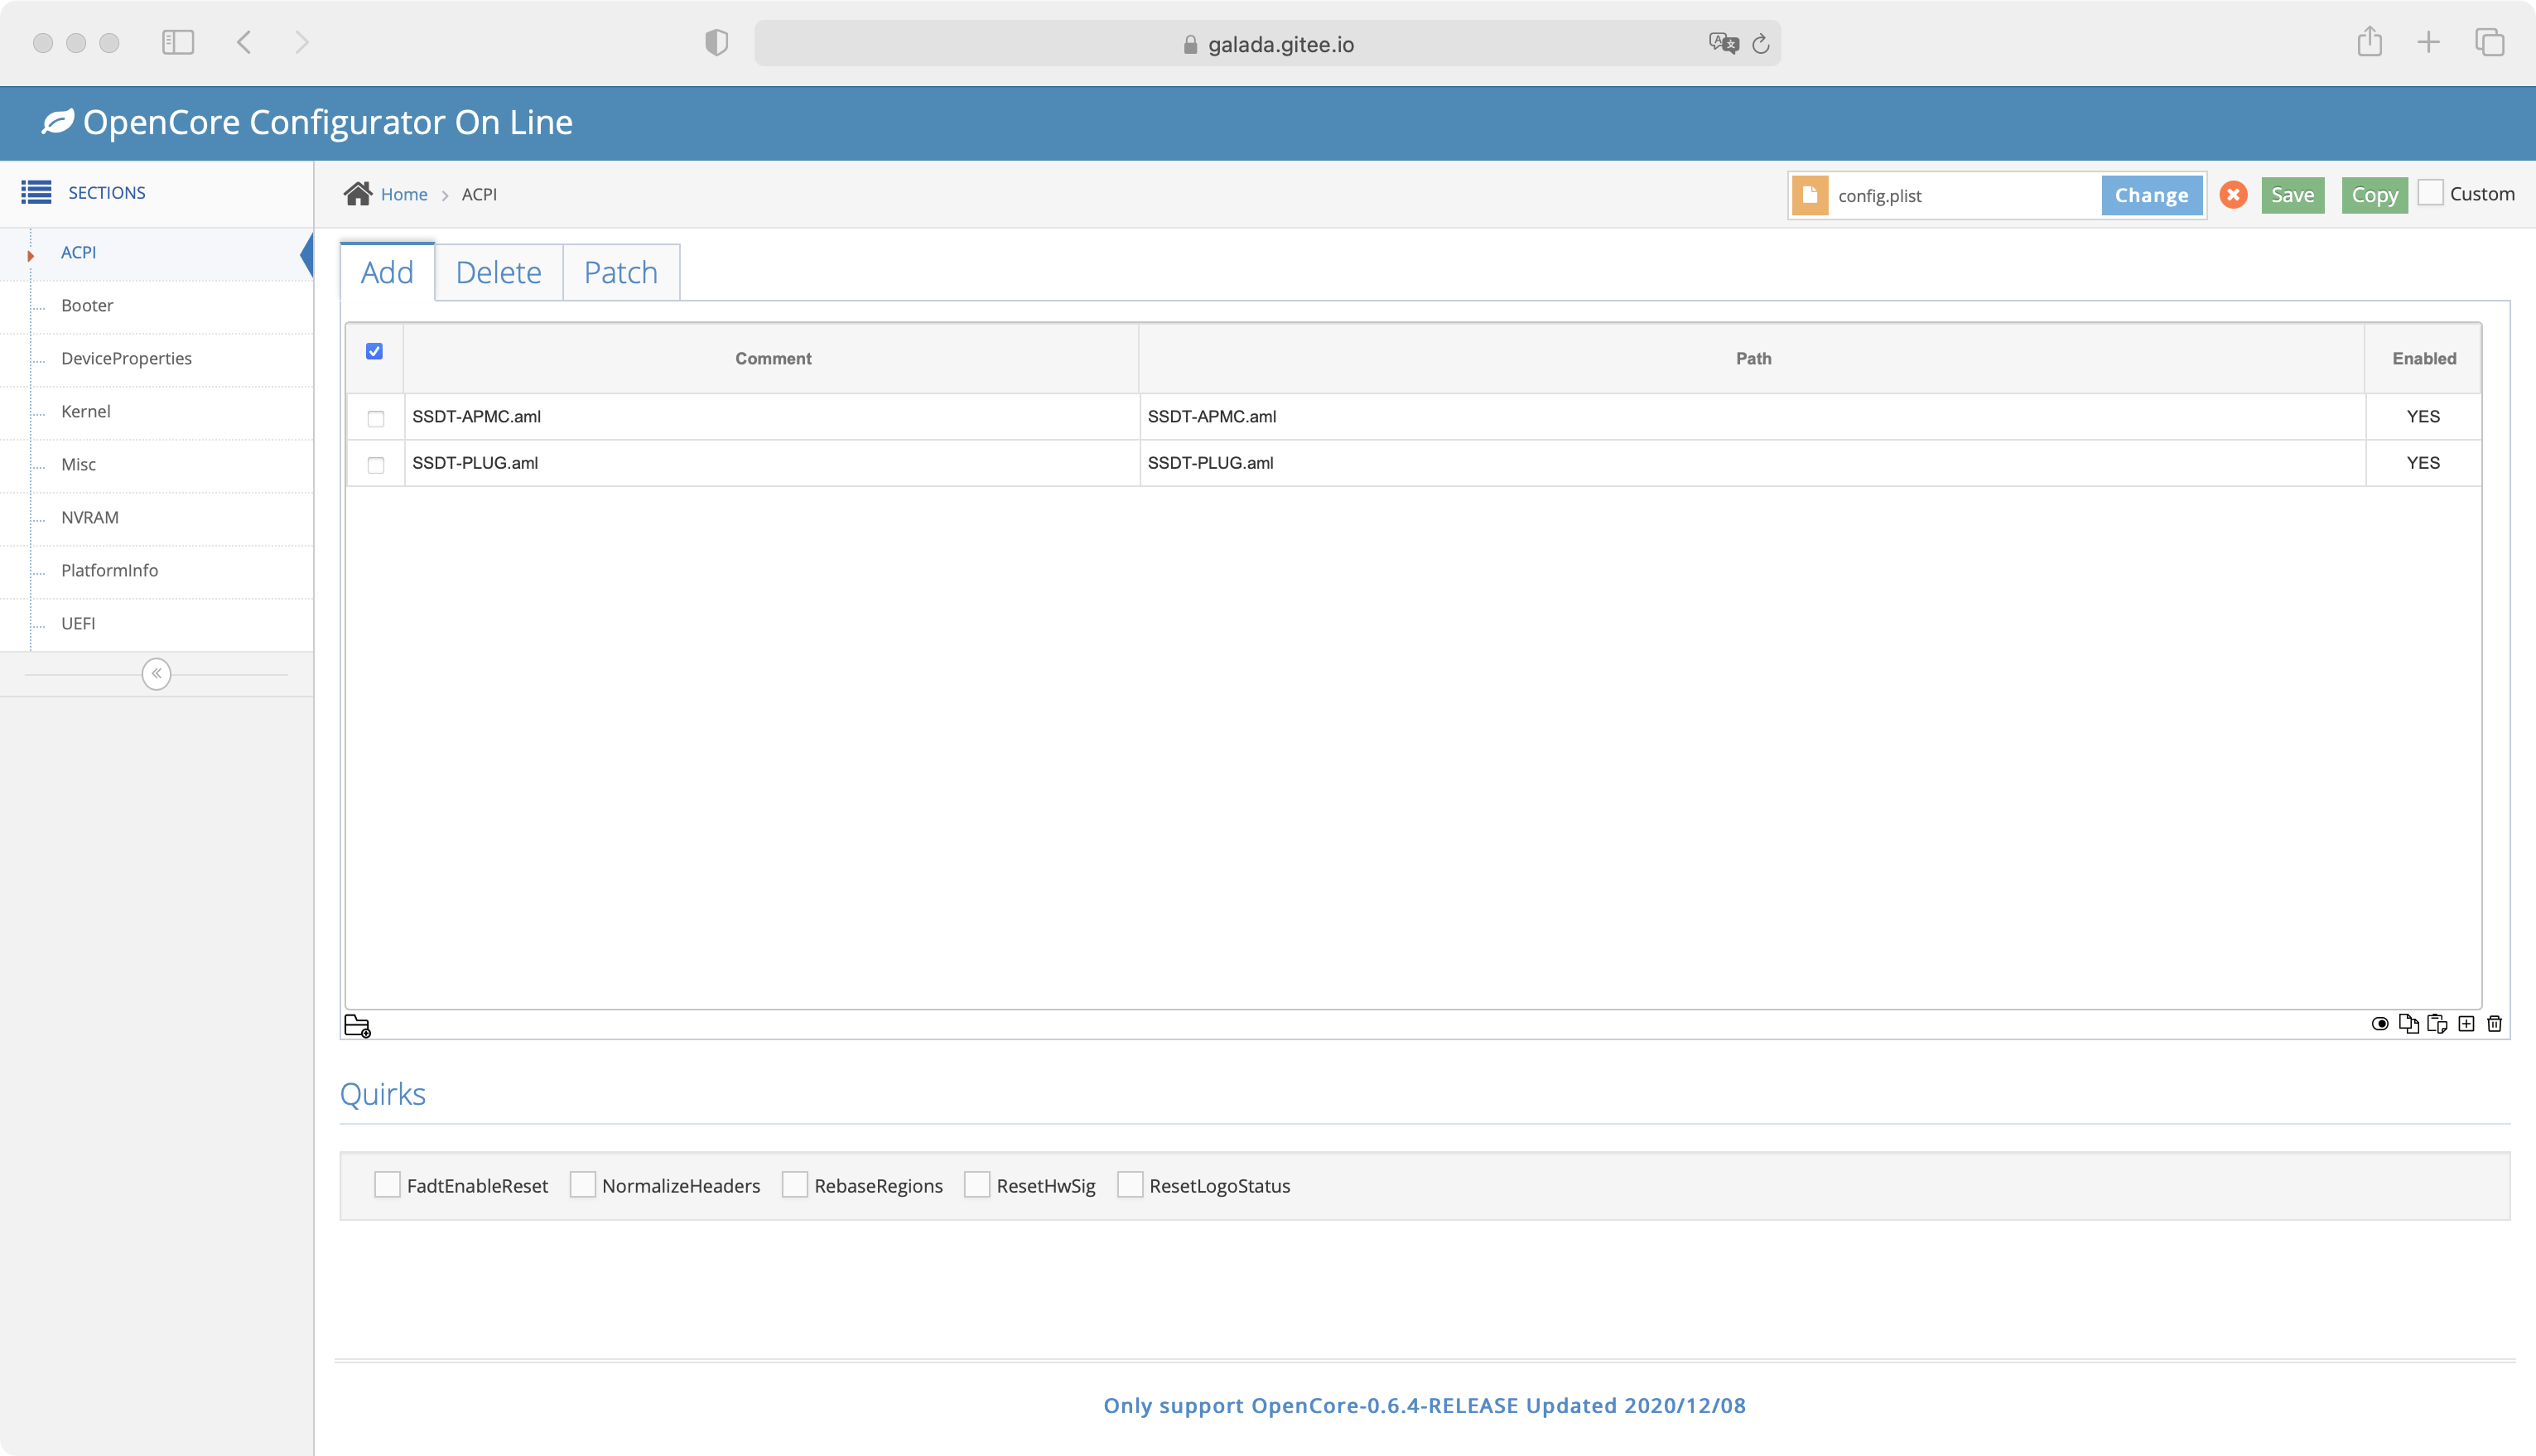 galada.gitee.io
OpenCore Configurator On Line
SECTIONS
Home > ACPI
config.plist
Change
Save
Copy
Custom
ACPI
Booter
DeviceProperties
Kernel
Misc
NVRAM
PlatformInfo
UEFI
Add
Delete
Patch
Comment Path Enabled
SSDT-APMC.aml SSDT-APMC.aml YES
SSDT-PLUG.aml SSDT-PLUG.aml YES
Quirks
FadtEnableReset NormalizeHeaders RebaseRegions ResetHwSig ResetLogoStatus
Only support OpenCore-0.6.4-RELEASE Updated 2020/12/08